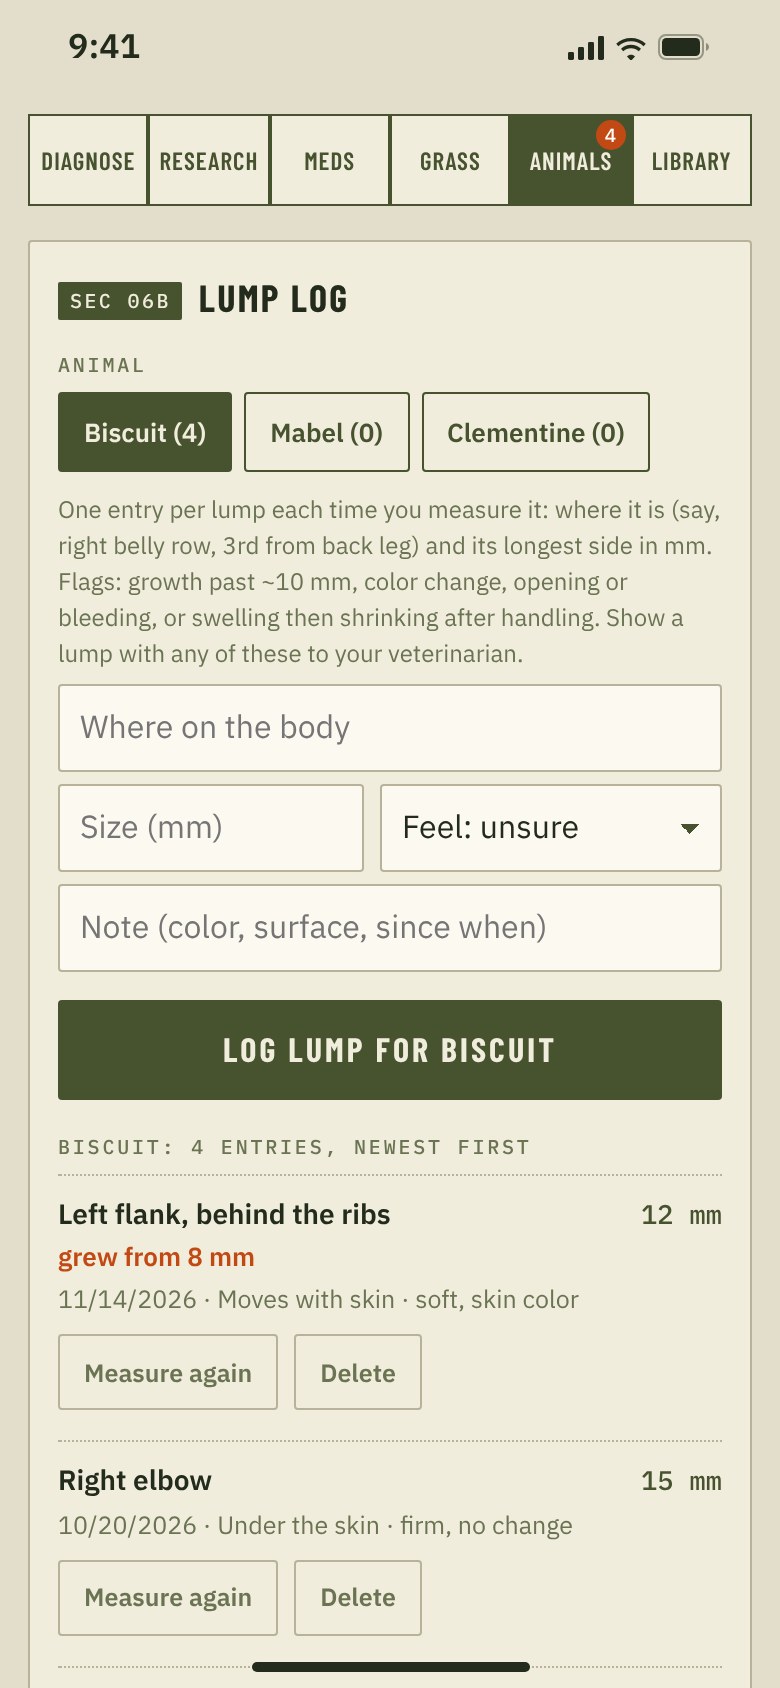 9:41
DIAGNOSE
RESEARCH
MEDS
GRASS
4
ANIMALS
LIBRARY
SEC 06B LUMP LOG
ANIMAL
Biscuit (4)
Mabel (0)
Clementine (0)
One entry per lump each time you measure it: where it is (say,
right belly row, 3rd from back leg) and its longest side in mm.
Flags: growth past ~10 mm, color change, opening or
bleeding, or swelling then shrinking after handling. Show a
lump with any of these to your veterinarian.
Where on the body
Size (mm)
Feel: unsure
Note (color, surface, since when)
LOG LUMP FOR BISCUIT
BISCUIT: 4 ENTRIES, NEWEST FIRST
Left flank, behind the ribs 12 mm
grew from 8 mm
11/14/2026 · Moves with skin · soft, skin color
Measure again
Delete
Right elbow 15 mm
10/20/2026 · Under the skin · firm, no change
Measure again
Delete